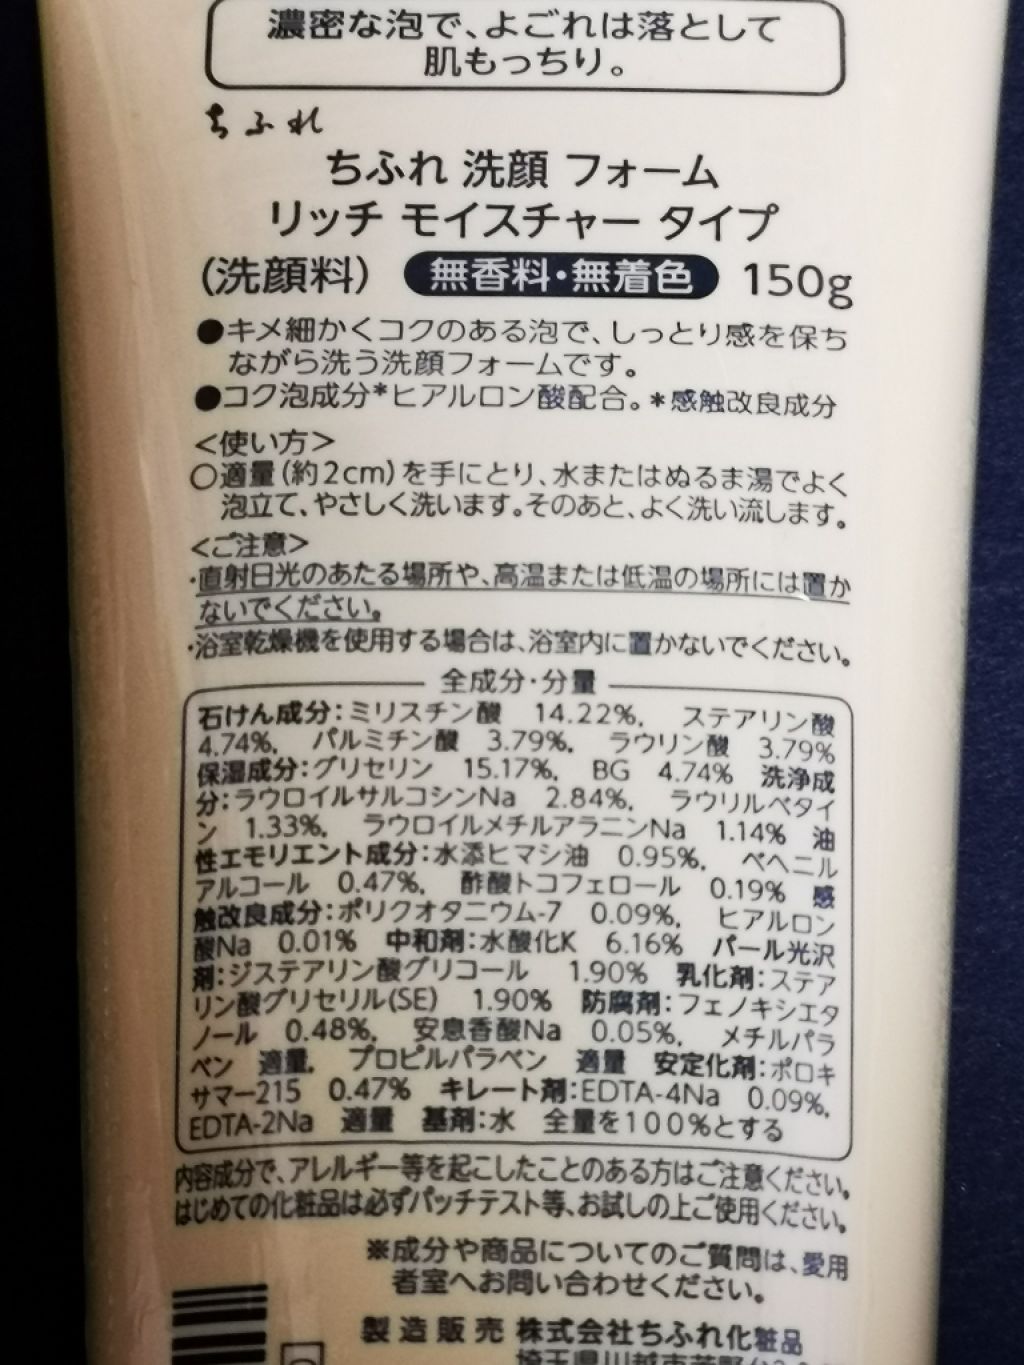 濃密な泡で、よごれは落として
肌もっちり。
ちふれ
ちふれ 洗顔 フォーム
リッチ モイスチャー タイプ
(洗顔料) 無香料・無着色 150g
●キメ細かくコクのある泡で、しっとり感を保ち
ながら洗う洗顔フォームです。
●コク泡成分*ヒアルロン酸配合。*感触改良成分
<使い方>
○適量(約2cm)を手にとり、水またはぬるま湯でよく
泡立て、やさしく洗います。そのあと、よく洗い流します。
<ご注意>
・直射日光のあたる場所や、高温または低温の場所には置か
ないでください。
・浴室乾燥機を使用する場合は、浴室内に置かないでください。
全成分・分量
石けん成分:ミリスチン酸 14.22%, ステアリン酸
4.74%, パルミチン酸 3.79%, ラウリン酸 3.79%
保湿成分:グリセリン 15.17%, BG 4.74% 洗浄成
分:ラウロイルサルコシンNa 2.84%, ラウリルベタイ
ン 1.33%, ラウロイルメチルアラニンNa 1.14% 油
性エモリエント成分:水添ヒマシ油 0.95%, ベヘニル
アルコール 0.47%, 酢酸トコフェロール 0.19% 感
触改良成分:ポリクオタニウム-7 0.09%, ヒアルロン
酸Na 0.01% 中和剤:水酸化K 6.16% パール光沢
剤:ジステアリン酸グリコール 1.90% 乳化剤:ステア
リン酸グリセリル(SE) 1.90% 防腐剤:フェノキシエタ
ノール 0.48%, 安息香酸Na 0.05%, メチルパラ
ベン 適量, プロピルパラベン 適量 安定化剤:ポロキ
サマー215 0.47% キレート剤:EDTA-4Na 0.09%,
EDTA-2Na 適量 基剤:水 全量を100%とする
内容成分で、アレルギー等を起こしたことのある方はご注意ください。
はじめての化粧品は必ずパッチテスト等、お試しの上ご使用ください。
※成分や商品についてのご質問は、愛用
者室へお問い合わせください。
製造販売 株式会社ちふれ化粧品
埼玉県川越市芳野台